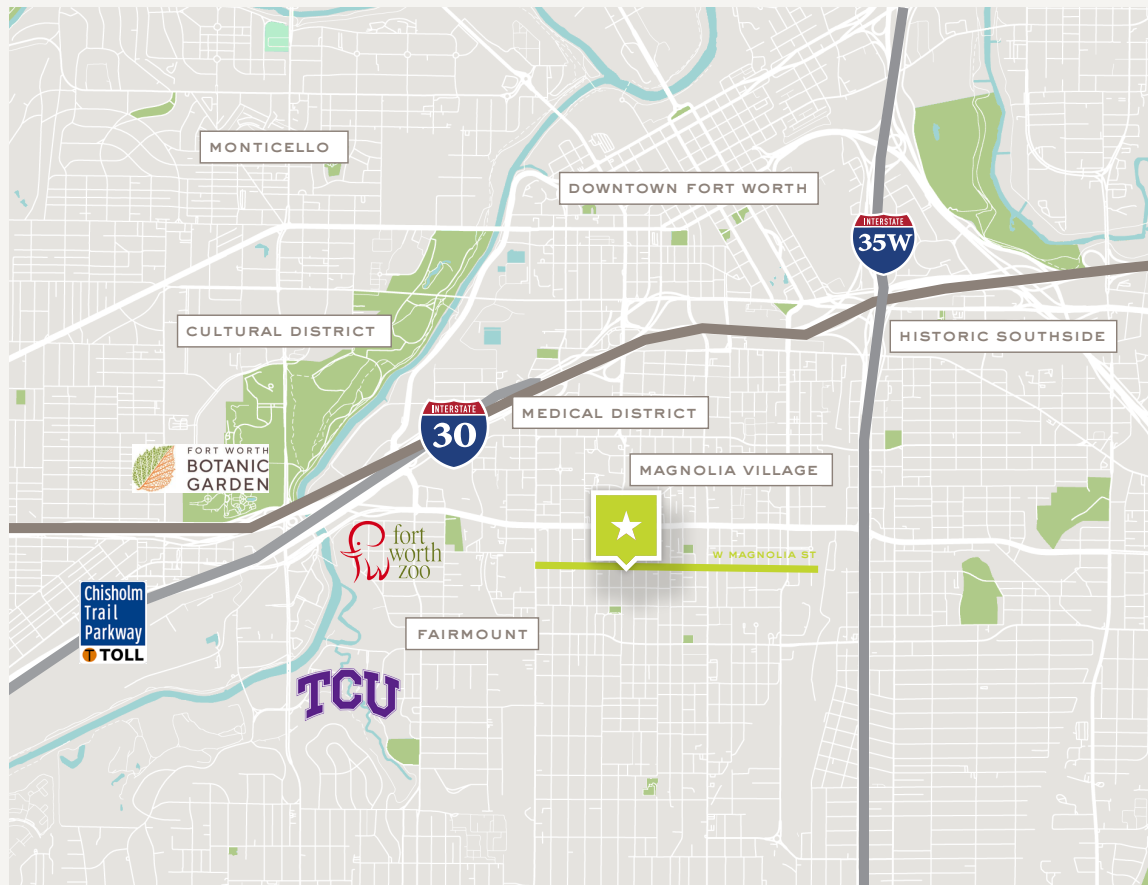 MONTICELLO
DOWNTOWN FORT WORTH
INTERSTATE
35W
CULTURAL DISTRICT
HISTORIC SOUTHSIDE
INTERSTATE
30
MEDICAL DISTRICT
FORT WORTH
BOTANIC
GARDEN
MAGNOLIA VILLAGE
fort
worth
zoo
W MAGNOLIA ST
Chisholm
Trail
Parkway
T TOLL
FAIRMOUNT
TCU